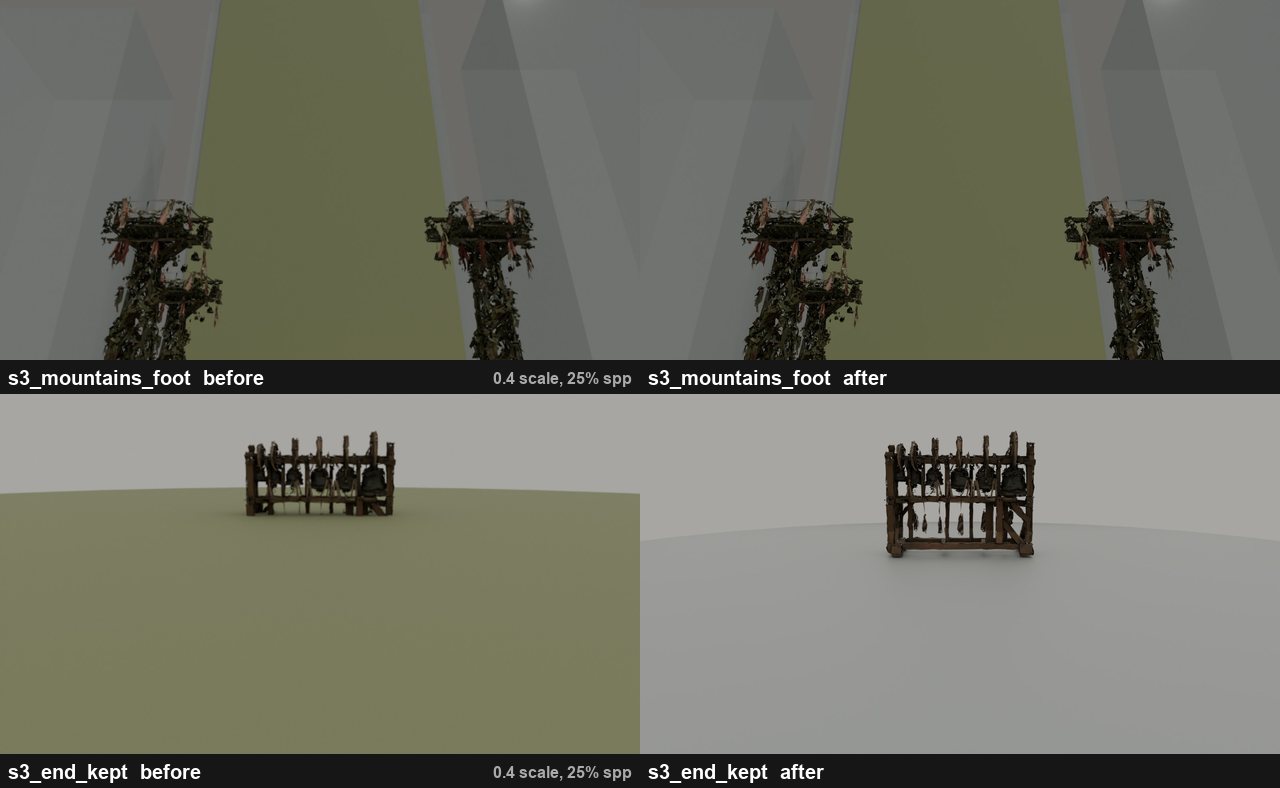 s3_mountains_foot before
0.4 scale, 25% spp
s3_mountains_foot after
s3_end_kept before
0.4 scale, 25% spp
s3_end_kept after